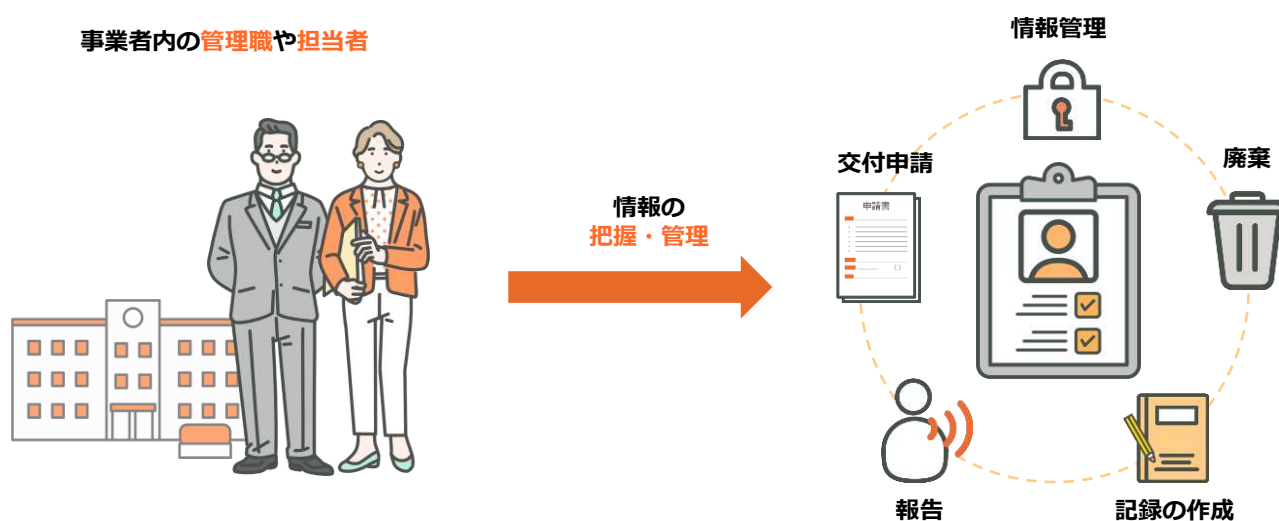 事業者内の管理職や担当者
情報の
把握・管理
情報管理
交付申請
申請書
廃棄
報告
記録の作成